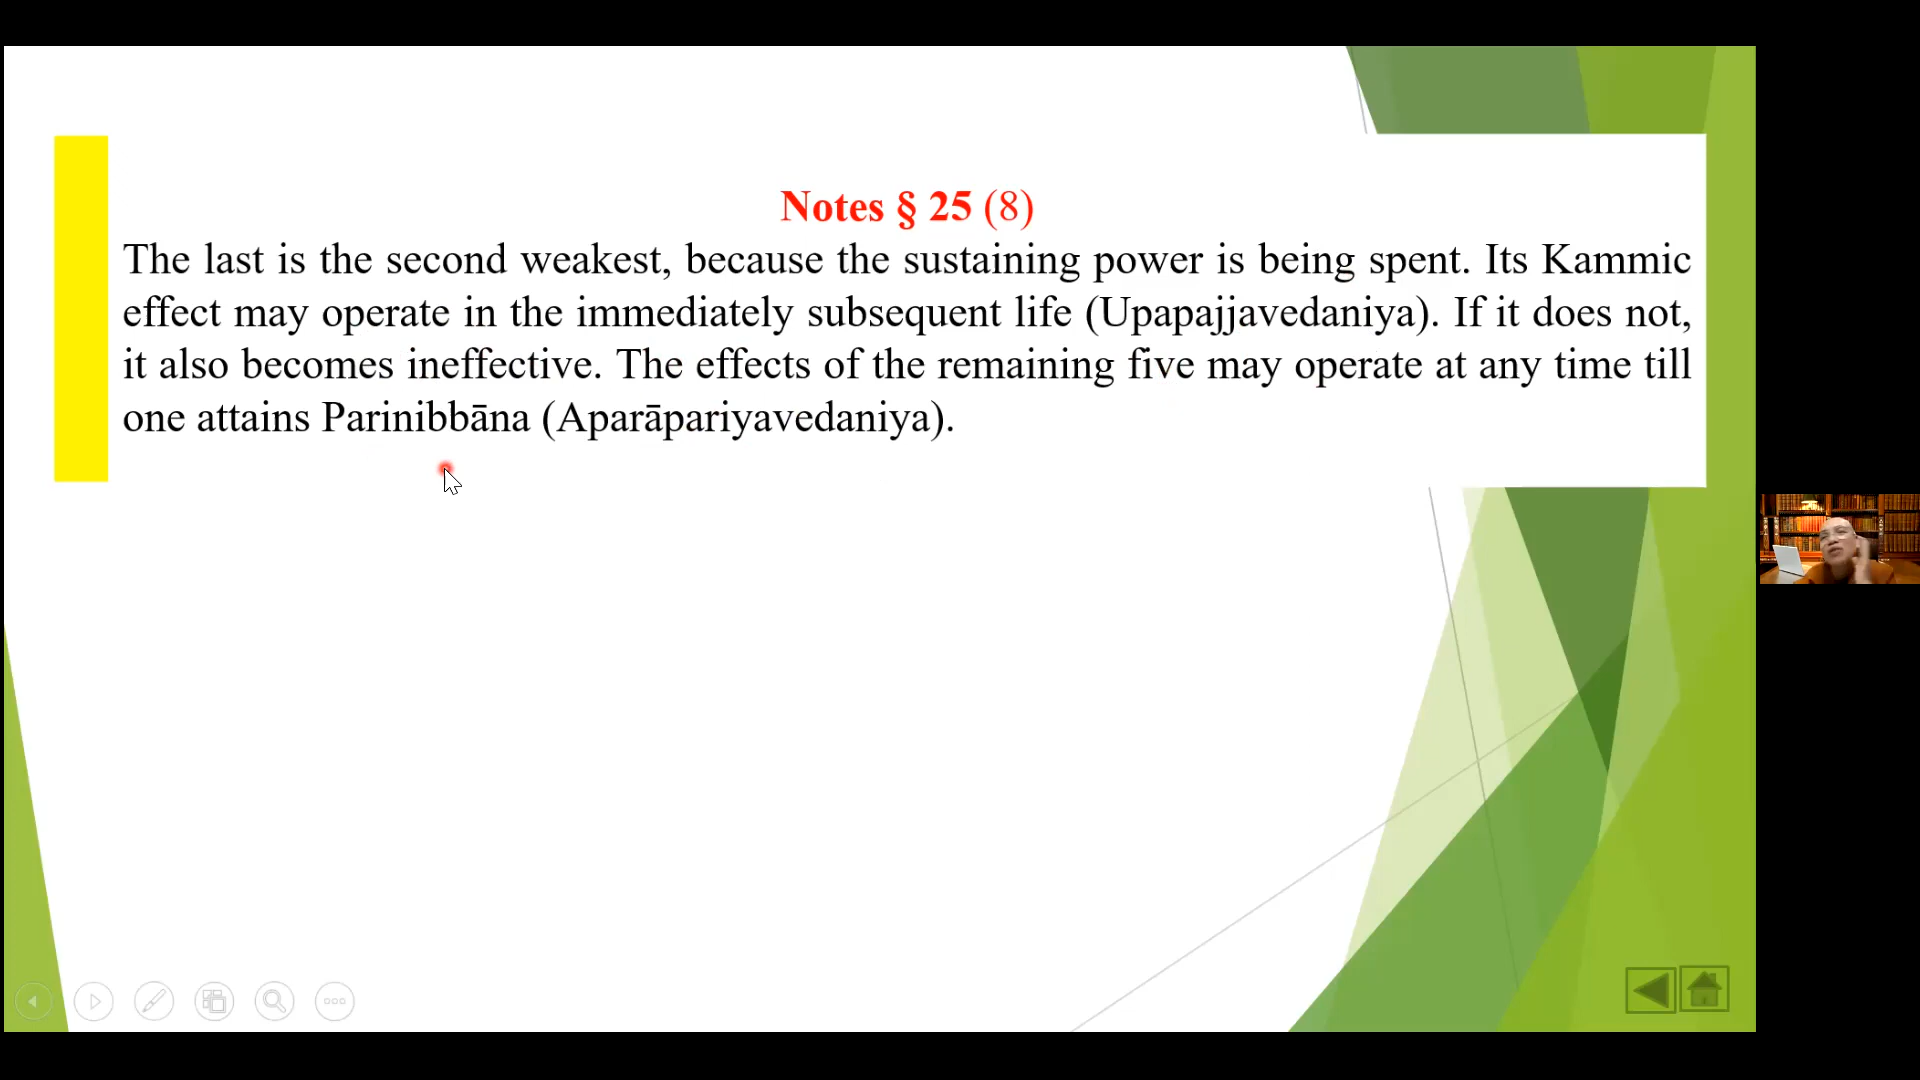 Notes § 25 (8)
The last is the second weakest, because the sustaining power is being spent. Its Kammic
effect may operate in the immediately subsequent life (Upapajjavedaniya). If it does not,
it also becomes ineffective. The effects of the remaining five may operate at any time till
one attains Parinibbāna (Aparāpariyavedaniya).